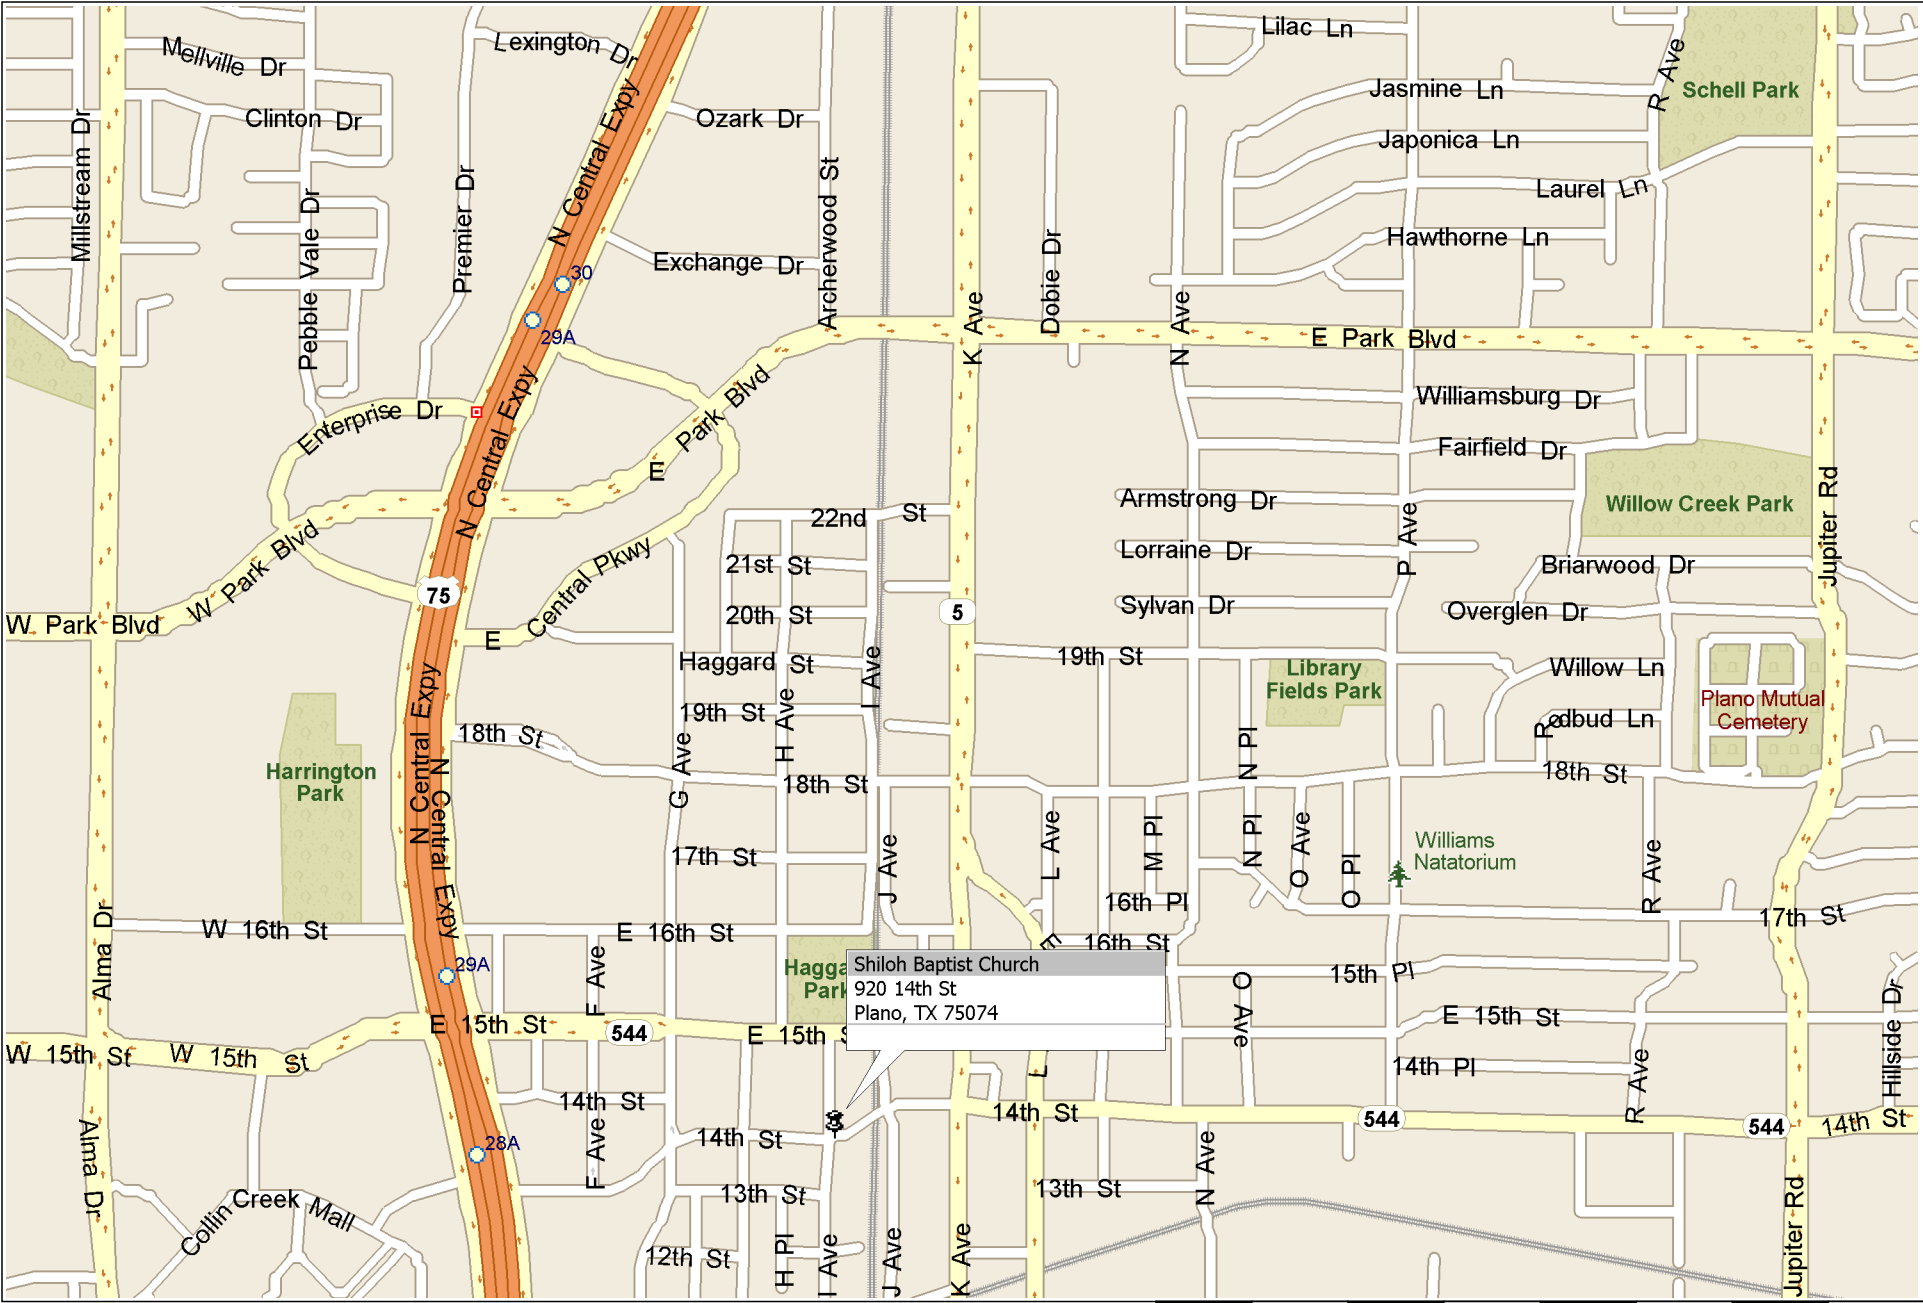 Lilac Ln
Mellville Dr
Lexington Dr
R Ave
Schell Park
Jasmine Ln
Clinton Dr
Ozark Dr
N Central Expy
Japonica Ln
Millstream Dr
Premier Dr
Archerwood St
Laurel Ln
Pebble Vale Dr
Hawthorne Ln
Exchange Dr
Dobie Dr
30
K Ave
N Ave
29A
E Park Blvd
Enterprise Dr
N Central Expy
E Park Blvd
Williamsburg Dr
Fairfield Dr
Armstrong Dr
Willow Creek Park
22nd St
P Ave
Jupiter Rd
W Park Blvd
Lorraine Dr
21st St
Briarwood Dr
75
E Central Pkwy
20th St
5
Sylvan Dr
Overglen Dr
W Park Blvd
Haggard St
I Ave
19th St
Library
Fields Park
Willow Ln
Plano Mutual
Cemetery
N Central Expy
19th St
H Ave
Rodbud Ln
18th St
G Ave
N Pl
Harrington
Park
N Central Expy
18th St
18th St
17th St
J Ave
L Ave
M Pl
N Pl
O Ave
O Pl
Williams
Natatorium
R Ave
16th Pl
17th St
Alma Dr
W 16th St
E 16th St
16th St
E
F Ave
29A
Hagga
Park
Shiloh Baptist Church
920 14th St
Plano, TX 75074
15th Pl
O Ave
E 15th St
544
E 15th S
E 15th St
Hillside Dr
W 15th St
W 15th St
14th Pl
L
R Ave
14th St
14th St
544
544
14th St
28A
F Ave
14th St
Alma Dr
N Ave
13th St
13th St
Collin Creek Mall
12th St
H Pl
I Ave
J Ave
K Ave
Jupiter Rd